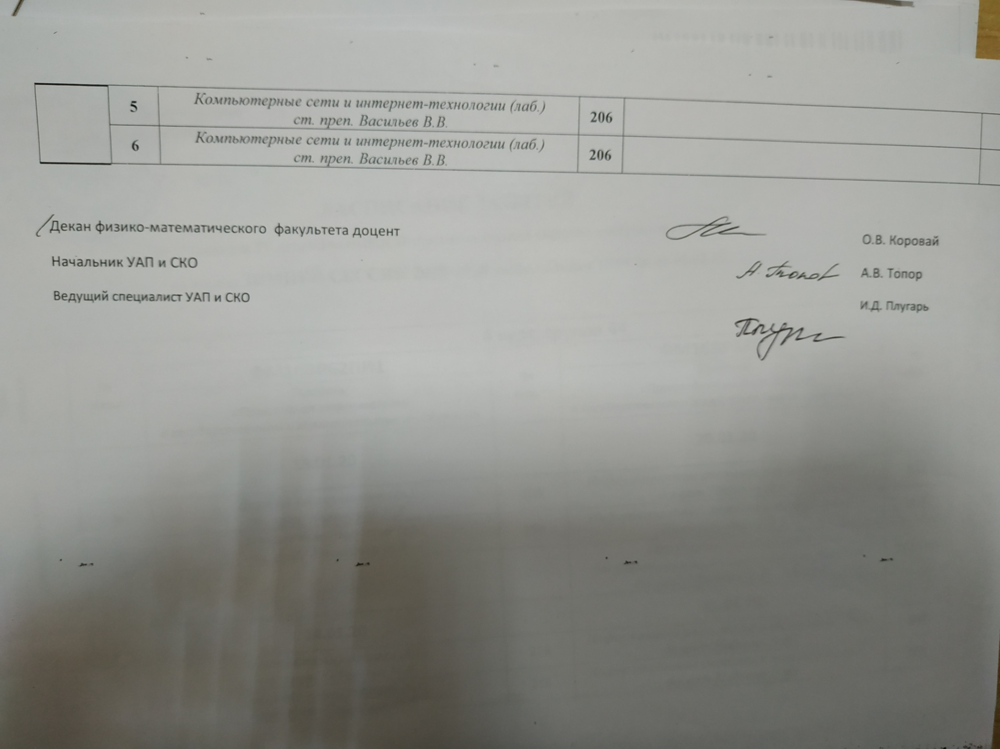 5
Компьютерные сети и интернет-технологии (лаб.)
ст. преп. Васильев В.В.
206
6
Компьютерные сети и интернет-технологии (лаб.)
ст. преп. Васильев В.В.
206
Декан физико-математического факультета доцент
О.В. Коровай
Начальник УАП и СКО
А. Топор
А.В. Топор
Ведущий специалист УАП и СКО
И.Д. Плугарь